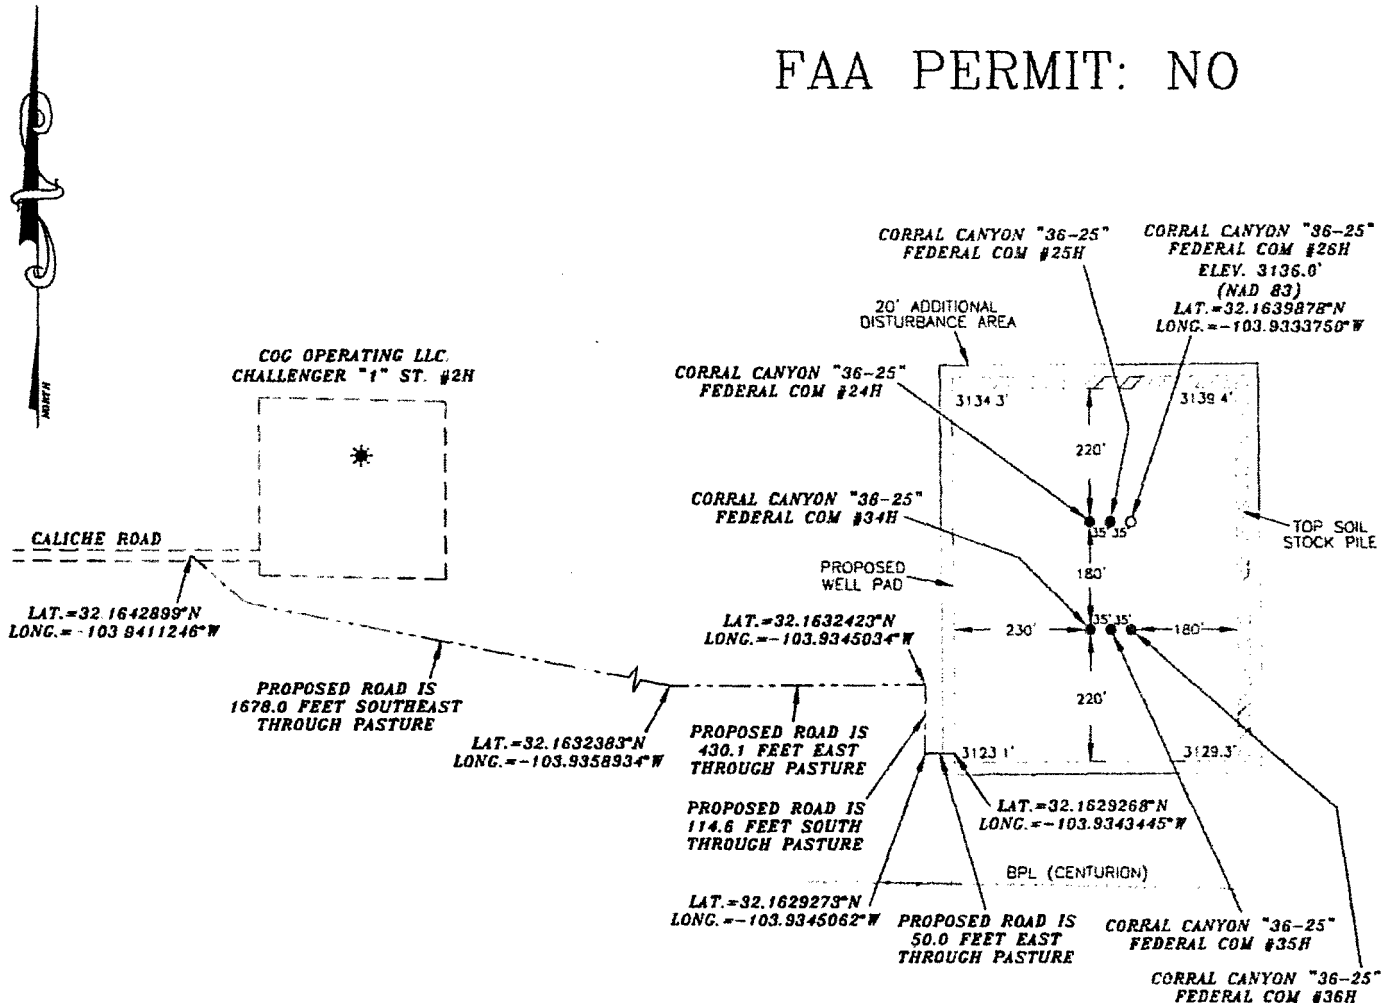 FAA PERMIT: NO
NORTH
CORRAL CANYON "36-25"
FEDERAL COM #25H
CORRAL CANYON "36-25"
FEDERAL COM #26H
ELEV. 3136.0'
(NAD 83)
LAT.=32.1639878°N
LONG.=-103.9333750°W
20' ADDITIONAL
DISTURBANCE AREA
COG OPERATING LLC.
CHALLENGER "1" ST. #2H
CORRAL CANYON "36-25"
FEDERAL COM #24H
3134.3'
3139.4'
220'
CORRAL CANYON "36-25"
FEDERAL COM #34H
35' 35'
TOP SOIL
STOCK PILE
CALICHE ROAD
PROPOSED
WELL PAD
180'
LAT.=32.1642899°N
LONG.=-103.9411246°W
LAT.=32.1632423°N
LONG.=-103.9345034°W
35' 35'
230'
180'
PROPOSED ROAD IS
1678.0 FEET SOUTHEAST
THROUGH PASTURE
220'
LAT.=32.1632383°N
LONG.=-103.9358934°W
PROPOSED ROAD IS
430.1 FEET EAST
THROUGH PASTURE
3123.1'
3129.3'
PROPOSED ROAD IS
114.6 FEET SOUTH
THROUGH PASTURE
LAT.=32.1629268°N
LONG.=-103.9343445°W
BPL (CENTURION)
LAT.=32.1629273°N
LONG.=-103.9345062°W
PROPOSED ROAD IS
50.0 FEET EAST
THROUGH PASTURE
CORRAL CANYON "36-25"
FEDERAL COM #35H
CORRAL CANYON "36-25"
FEDERAL COM #36H